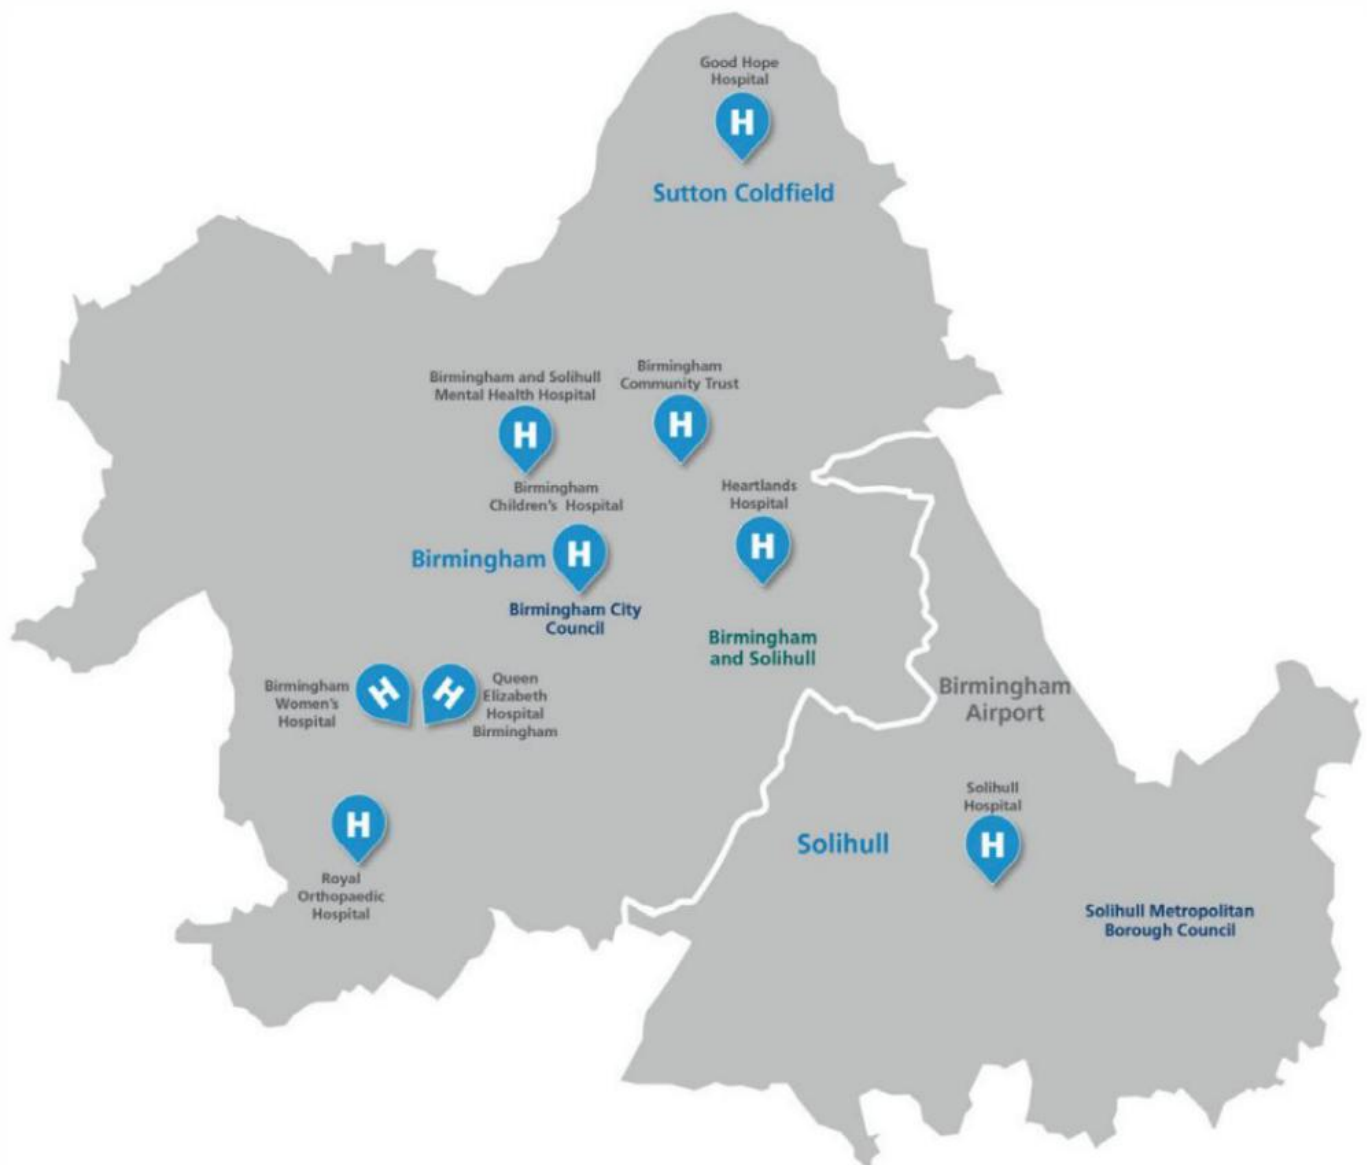 Good Hope
Hospital
H
Sutton Coldfield
Birmingham and Solihull
Mental Health Hospital
H
Birmingham
Community Trust
H
Birmingham
Children's Hospital
Heartlands
Hospital
H
Birmingham
H
Birmingham City
Council
Birmingham
and Solihull
Birmingham
Women's
Hospital
H
H
Queen
Elizabeth
Hospital
Birmingham
Birmingham
Airport
Solihull
Hospital
H
Solihull
H
Royal
Orthopaedic
Hospital
Solihull Metropolitan
Borough Council